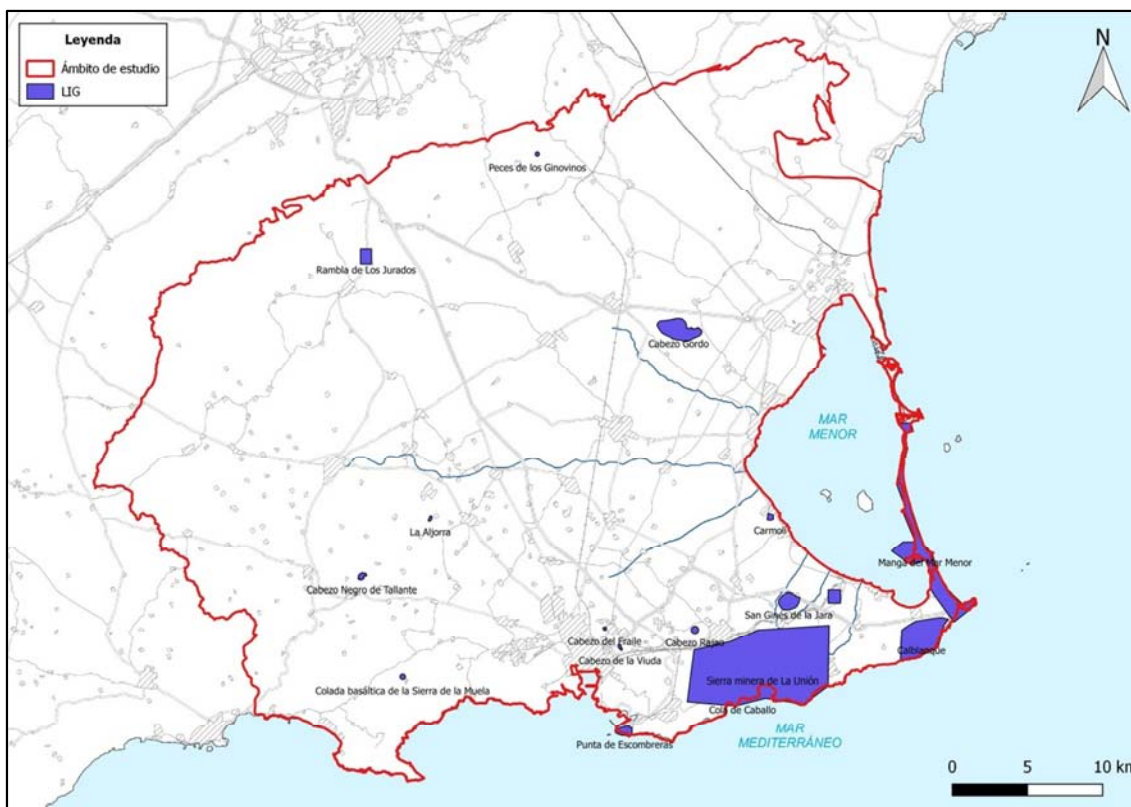 Leyenda
Ámbito de estudio
LIG
N
Peces de los Ginovinos
Rambla de Los Jurados
Cabezo Gordo
MAR
MENOR
La Aljorra
Carmolí
Manga del Mar Menor
Cabezo Negro de Tallante
San Ginés de la Jara
Cabezo del Fraile
Cabezo Rajao
Cabezo de la Viuda
Calblanque
Colada basáltica de la Sierra de la Muela
Sierra minera de La Unión
Cola de Caballo
MAR
MEDITERRÁNEO
Punta de Escombreras
0 5 10 km